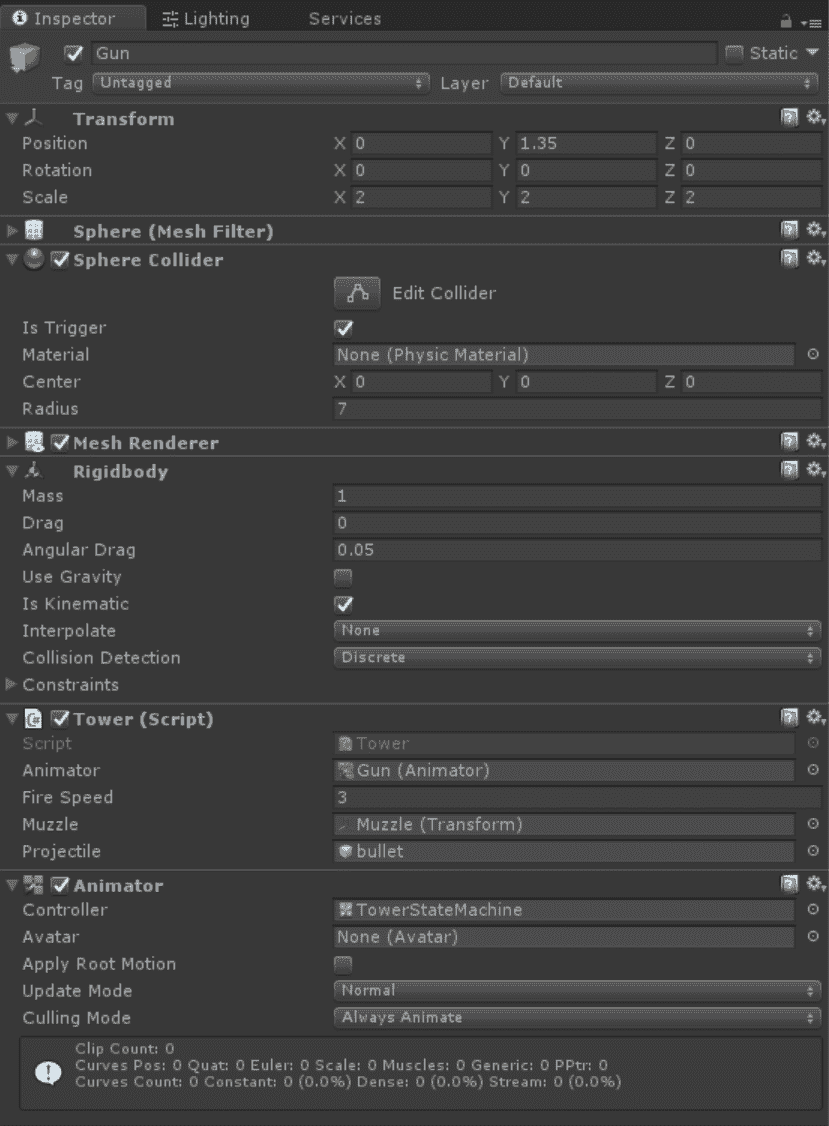 Inspector Lighting Services
Gun Static
Tag Untagged Layer Default
Transform
Position X 0 Y 1.35 Z 0
Rotation X 0 Y 0 Z 0
Scale X 2 Y 2 Z 2
Sphere (Mesh Filter)
Sphere Collider
Edit Collider
Is Trigger
Material None (Physic Material)
Center X 0 Y 0 Z 0
Radius 7
Mesh Renderer
Rigidbody
Mass 1
Drag 0
Angular Drag 0.05
Use Gravity
Is Kinematic
Interpolate None
Collision Detection Discrete
Constraints
C# Tower (Script)
Script Tower
Animator Gun (Animator)
Fire Speed 3
Muzzle Muzzle (Transform)
Projectile bullet
Animator
Controller TowerStateMachine
Avatar None (Avatar)
Apply Root Motion
Update Mode Normal
Culling Mode Always Animate
Clip Count: 0
Curves Pos: 0 Quat: 0 Euler: 0 Scale: 0 Muscles: 0 Generic: 0 PPtr: 0
Curves Count: 0 Constant: 0 (0.0%) Dense: 0 (0.0%) Stream: 0 (0.0%)